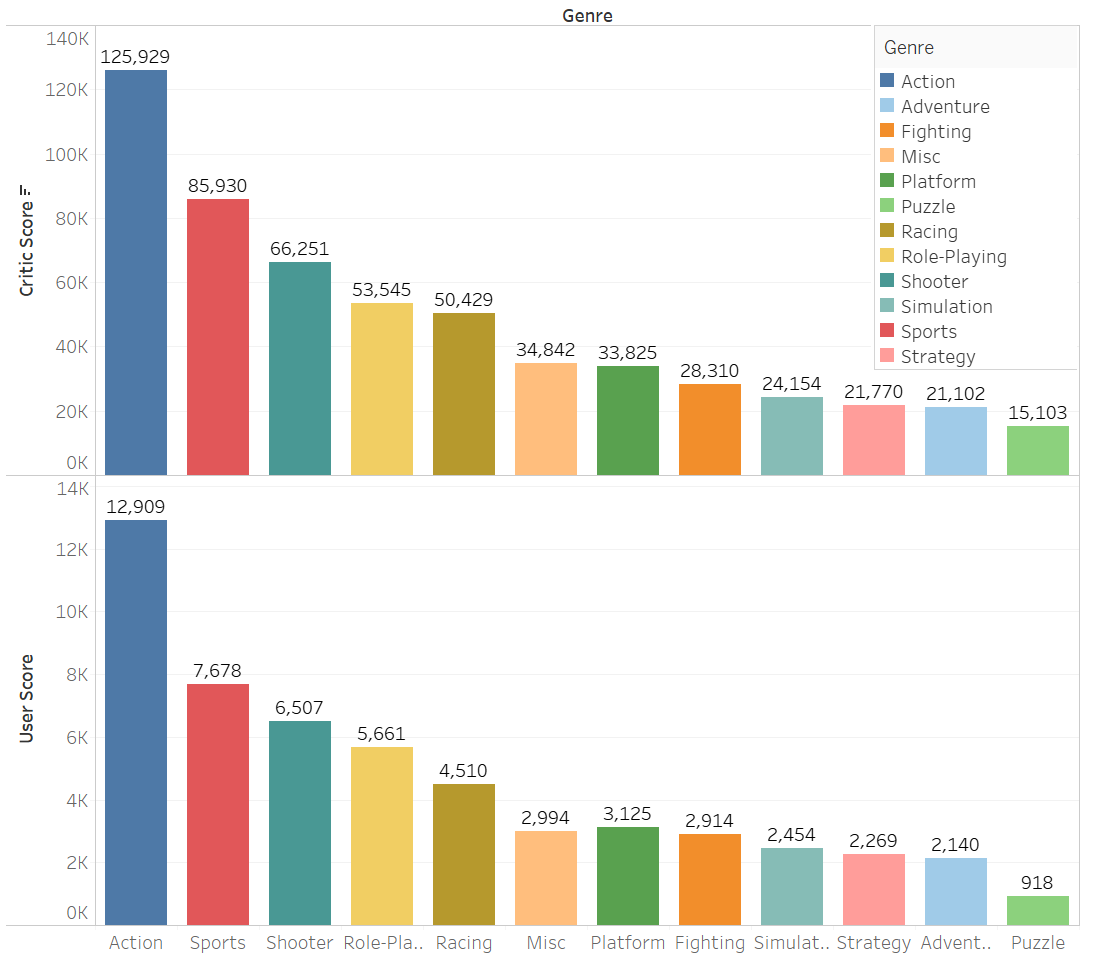 Genre
140K
120K
100K
80K
60K
40K
20K
0K
Critic Score
125,929
85,930
66,251
53,545
50,429
34,842
33,825
28,310
24,154
21,770
21,102
15,103
Genre
Action
Adventure
Fighting
Misc
Platform
Puzzle
Racing
Role-Playing
Shooter
Simulation
Sports
Strategy
14K
12K
10K
8K
6K
4K
2K
0K
User Score
12,909
7,678
6,507
5,661
4,510
2,994
3,125
2,914
2,454
2,269
2,140
918
Action Sports Shooter Role-Pla.. Racing Misc Platform Fighting Simulat.. Strategy Advent.. Puzzle